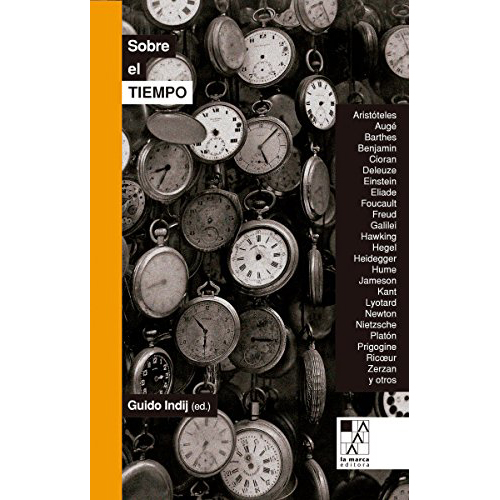 Sobre
el
TIEMPO
Aristóteles
Augé
Barthes
Benjamin
Cioran
Deleuze
Einstein
Eliade
Foucault
Freud
Galilei
Hawking
Hegel
Heidegger
Hume
Jameson
Kant
Lyotard
Newton
Nietzsche
Platón
Prigogine
Ricœur
Zerzan
y otros
Guido Indij (ed.)
la marca
editora